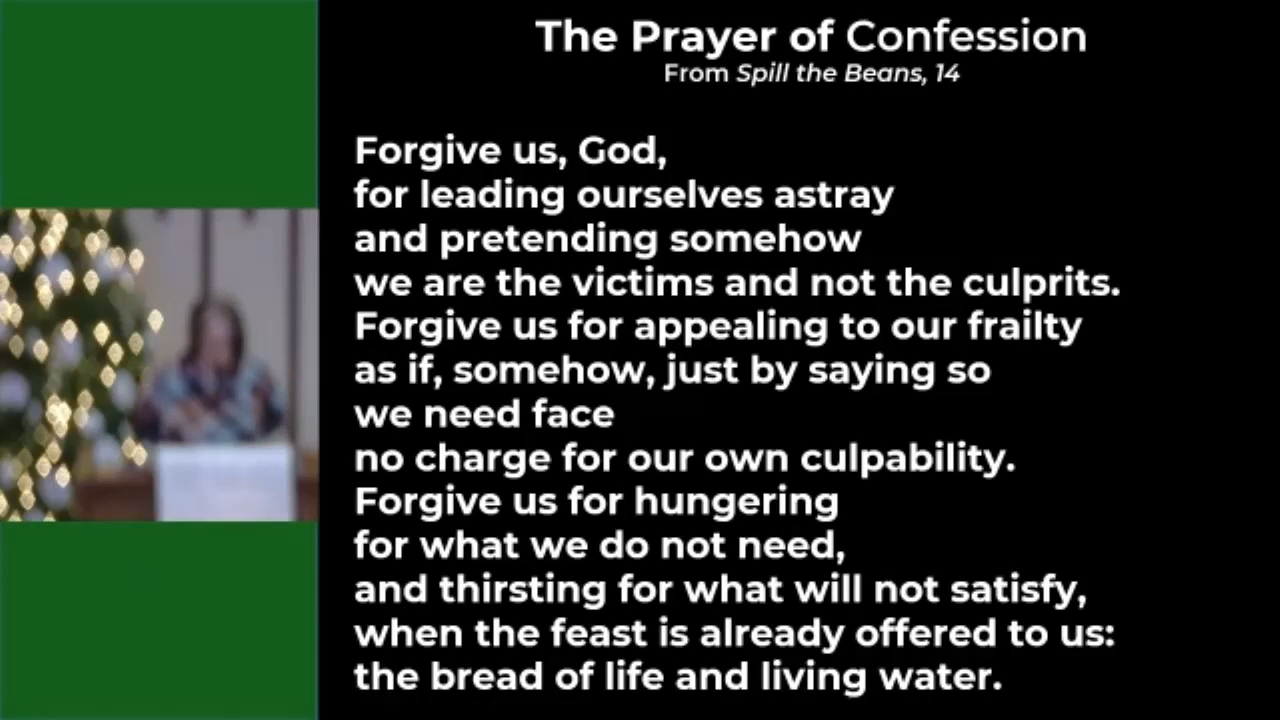 The Prayer of Confession
From Spill the Beans, 14
Forgive us, God,
for leading ourselves astray
and pretending somehow
we are the victims and not the culprits.
Forgive us for appealing to our frailty
as if, somehow, just by saying so
we need face
no charge for our own culpability.
Forgive us for hungering
for what we do not need,
and thirsting for what will not satisfy,
when the feast is already offered to us:
the bread of life and living water.